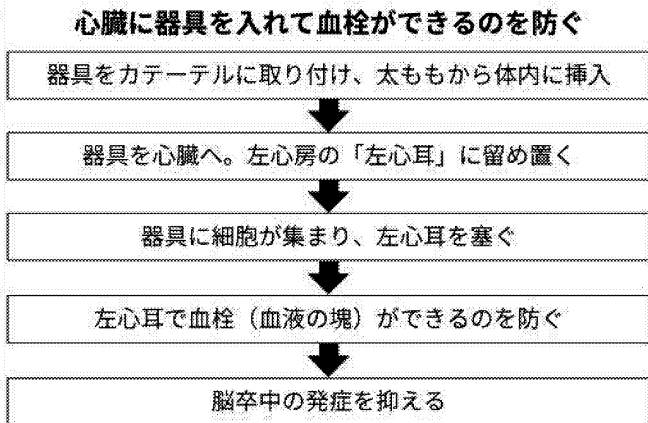 心臓に器具を入れて血栓ができるのを防ぐ
器具をカテーテルに取り付け、太ももから体内に挿入
器具を心臓へ。左心房の「左心耳」に留め置く
器具に細胞が集まり、左心耳を塞ぐ
左心耳で血栓（血液の塊）ができるのを防ぐ
脳卒中の発症を抑える